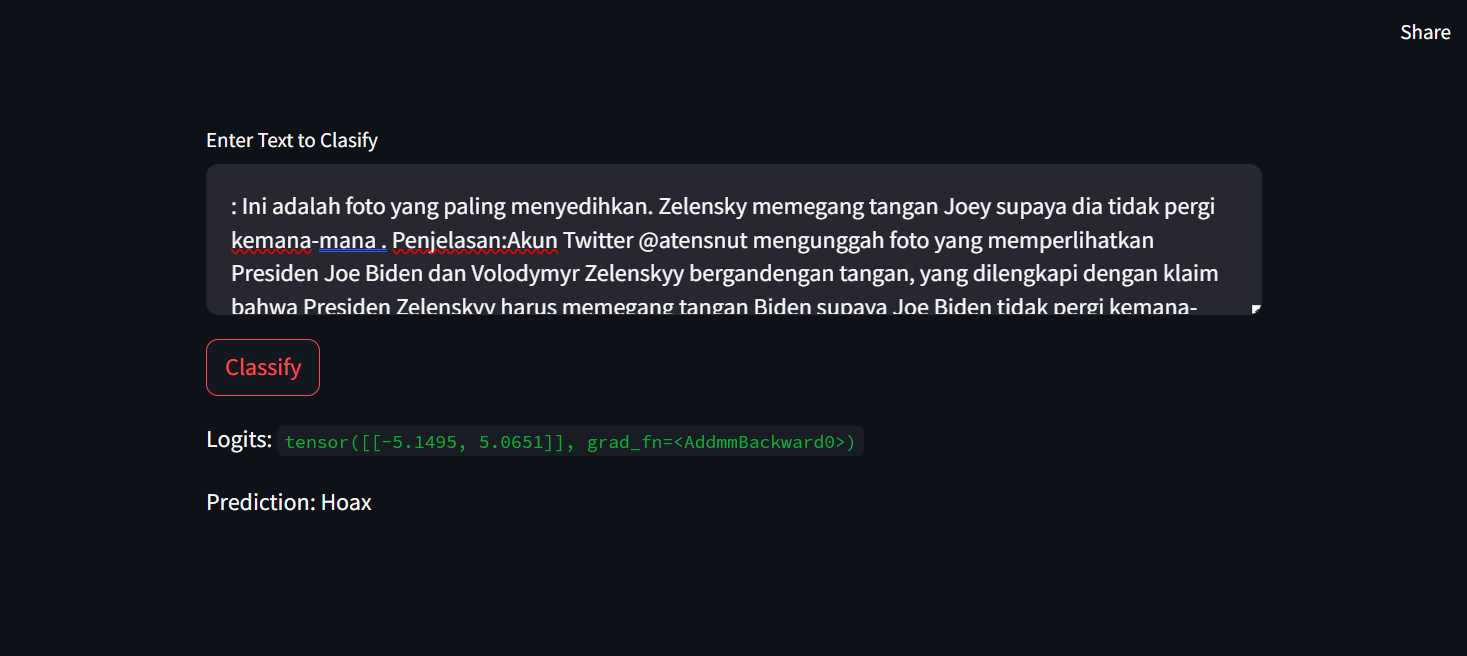 Share
Enter Text to Clasify
: Ini adalah foto yang paling menyedihkan. Zelensky memegang tangan Joey supaya dia tidak pergi
kemana-mana . Penjelasan:Akun Twitter @atensnut mengunggah foto yang memperlihatkan
Presiden Joe Biden dan Volodymyr Zelenskyy bergandengan tangan, yang dilengkapi dengan klaim
bahwa Presiden Zelenskyy harus memegang tangan Biden supaya Joe Biden tidak pergi kemana-
Classify
Logits: tensor([[-5.1495, 5.0651]], grad_fn=<AddmmBackward0>)
Prediction: Hoax